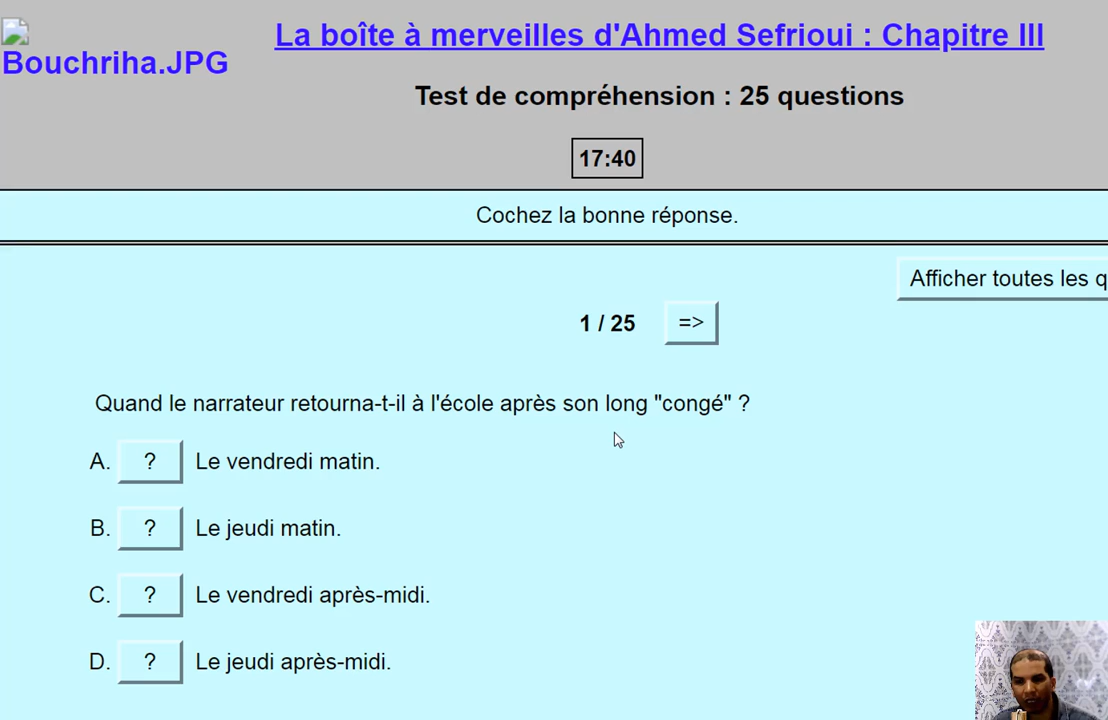 Bouchriha.JPG
La boîte à merveilles d'Ahmed Sefrioui : Chapitre III
Test de compréhension : 25 questions
17:40
Cochez la bonne réponse.
Afficher toutes les q
1 / 25 =>
Quand le narrateur retourna-t-il à l'école après son long "congé" ?
A. ? Le vendredi matin.
B. ? Le jeudi matin.
C. ? Le vendredi après-midi.
D. ? Le jeudi après-midi.